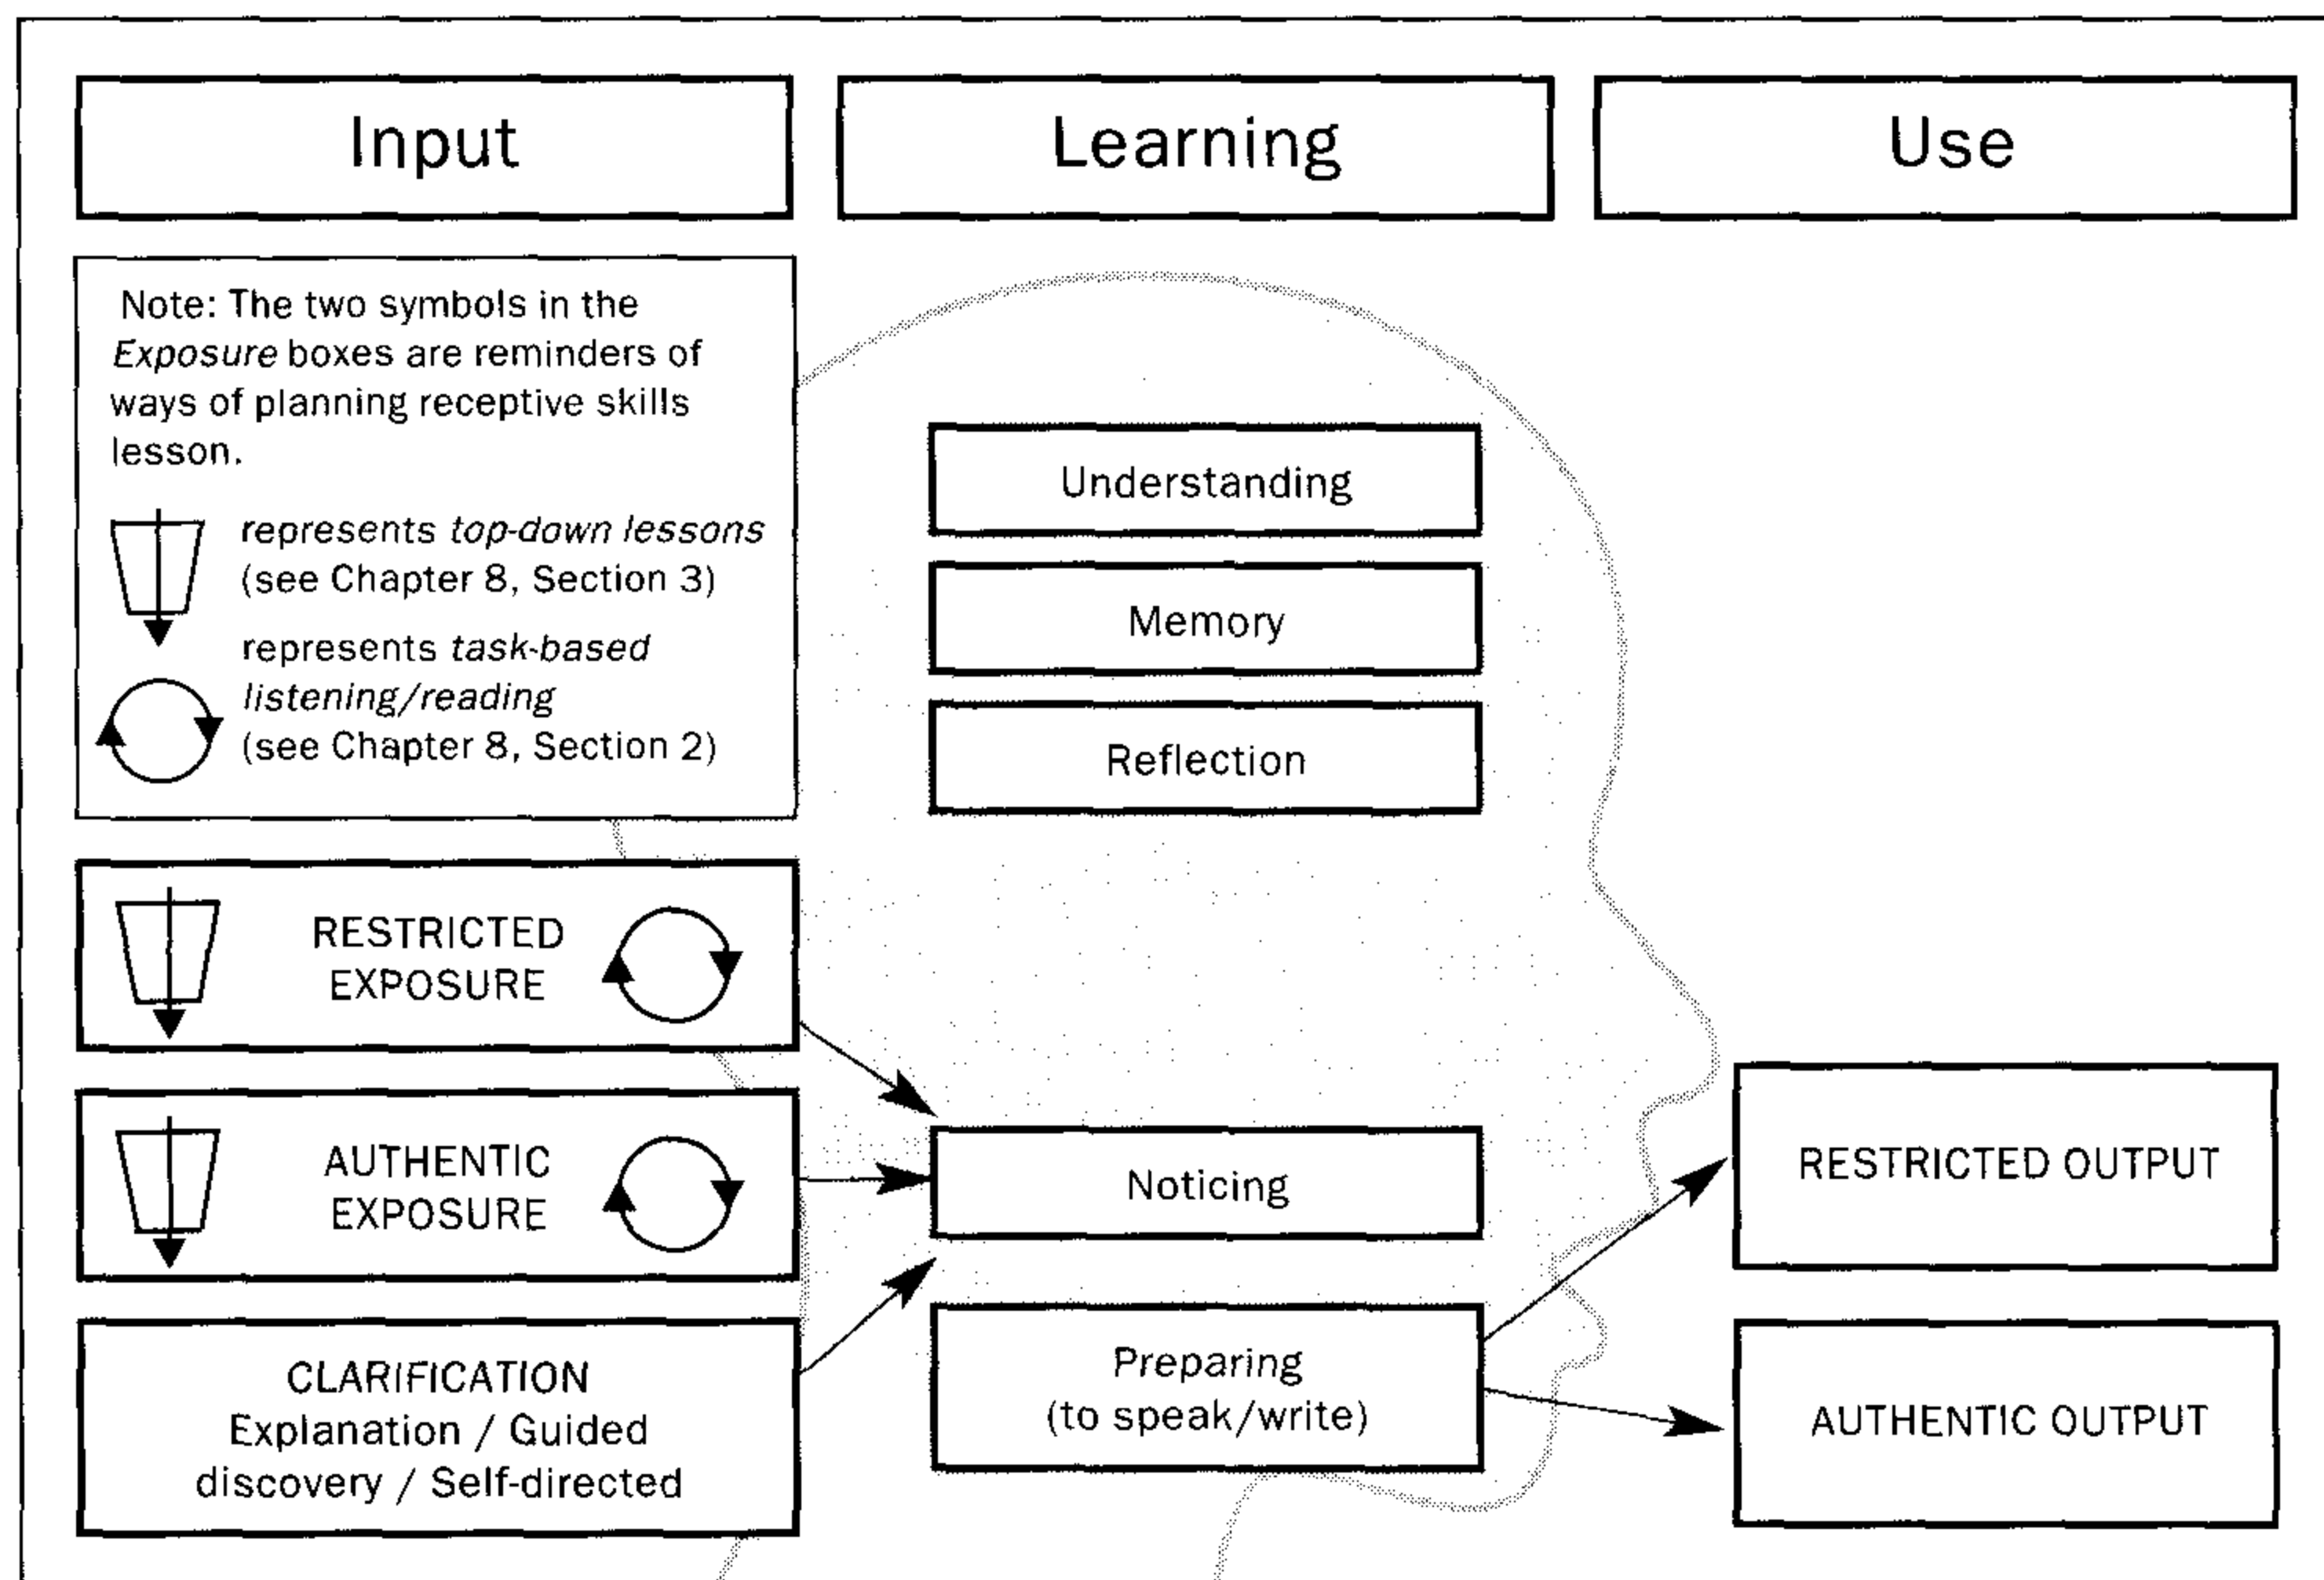 Input
Learning
Use
Note: The two symbols in the
Exposure boxes are reminders of
ways of planning receptive skills
lesson.
represents top-down lessons
(see Chapter 8, Section 3)
represents task-based
listening/reading
(see Chapter 8, Section 2)
Understanding
Memory
Reflection
RESTRICTED
EXPOSURE
AUTHENTIC
EXPOSURE
CLARIFICATION
Explanation / Guided
discovery / Self-directed
Noticing
Preparing
(to speak/write)
RESTRICTED OUTPUT
AUTHENTIC OUTPUT